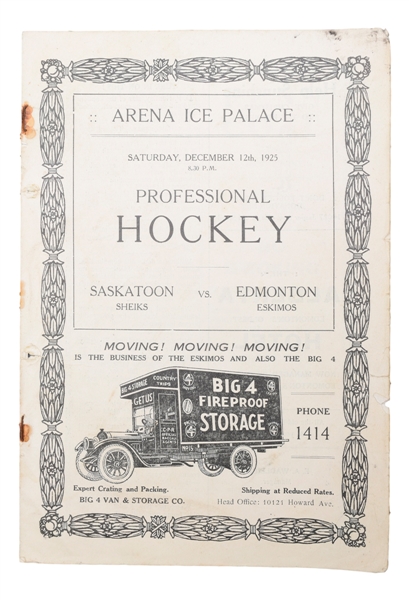 :: ARENA ICE PALACE ::
SATURDAY, DECEMBER 12th, 1925
8.30 P.M.
PROFESSIONAL
HOCKEY
SASKATOON VS. EDMONTON
SHEIKS ESKIMOS
MOVING! MOVING! MOVING!
IS THE BUSINESS OF THE ESKIMOS AND ALSO THE BIG 4
BIG 4 STORAGE
COUNTRY TRIPS
GET US
C.P.R.
BIG 4
FIREPROOF
STORAGE
PHONE
1414
Expert Crating and Packing. Shipping at Reduced Rates.
BIG 4 VAN & STORAGE CO. Head Office: 10121 Howard Ave.